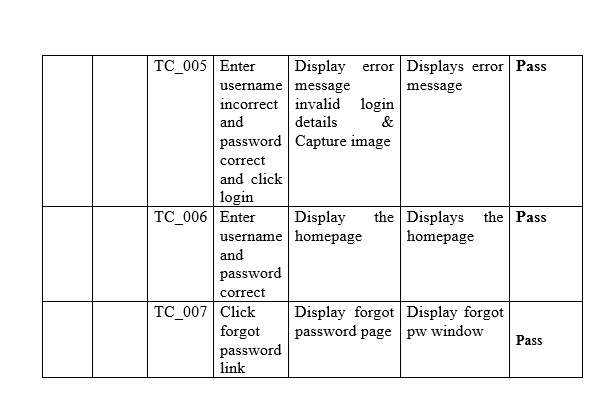 TC_005 Enter Display error Displays error Pass
username message message
incorrect invalid login
and details &
password Capture image
correct
and click
login
TC_006 Enter Display the Displays the Pass
username homepage homepage
and
password
correct
TC_007 Click Display forgot Display forgot
forgot password page pw window
password Pass
link